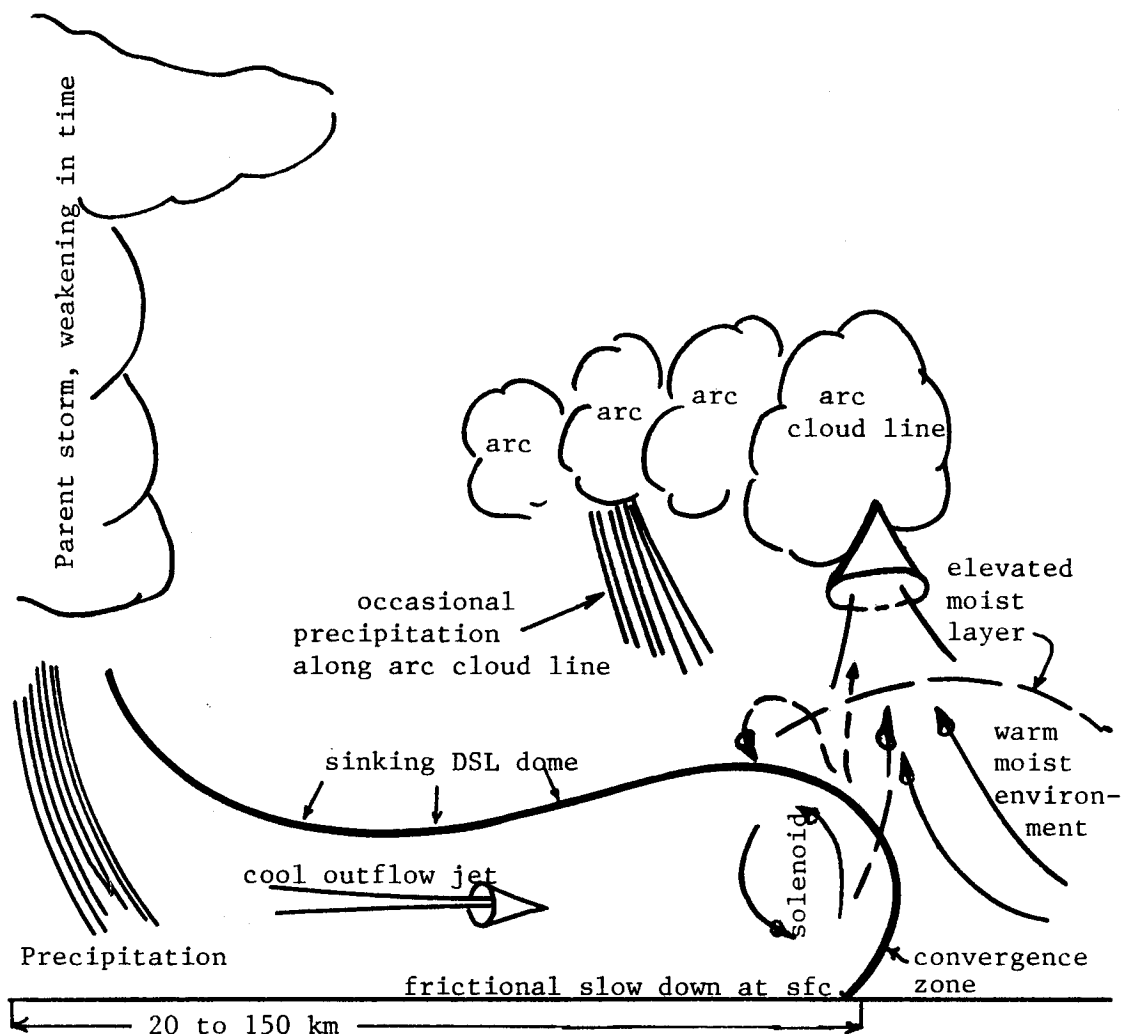 Parent storm, weakening in time
arc
arc
arc
arc
cloud line
occasional
precipitation
along arc cloud line
elevated
moist
layer
warm
moist
environ-
ment
sinking DSL dome
cool outflow jet
solenoid
Precipitation
convergence
zone
frictional slow down at sfc
20 to 150 km